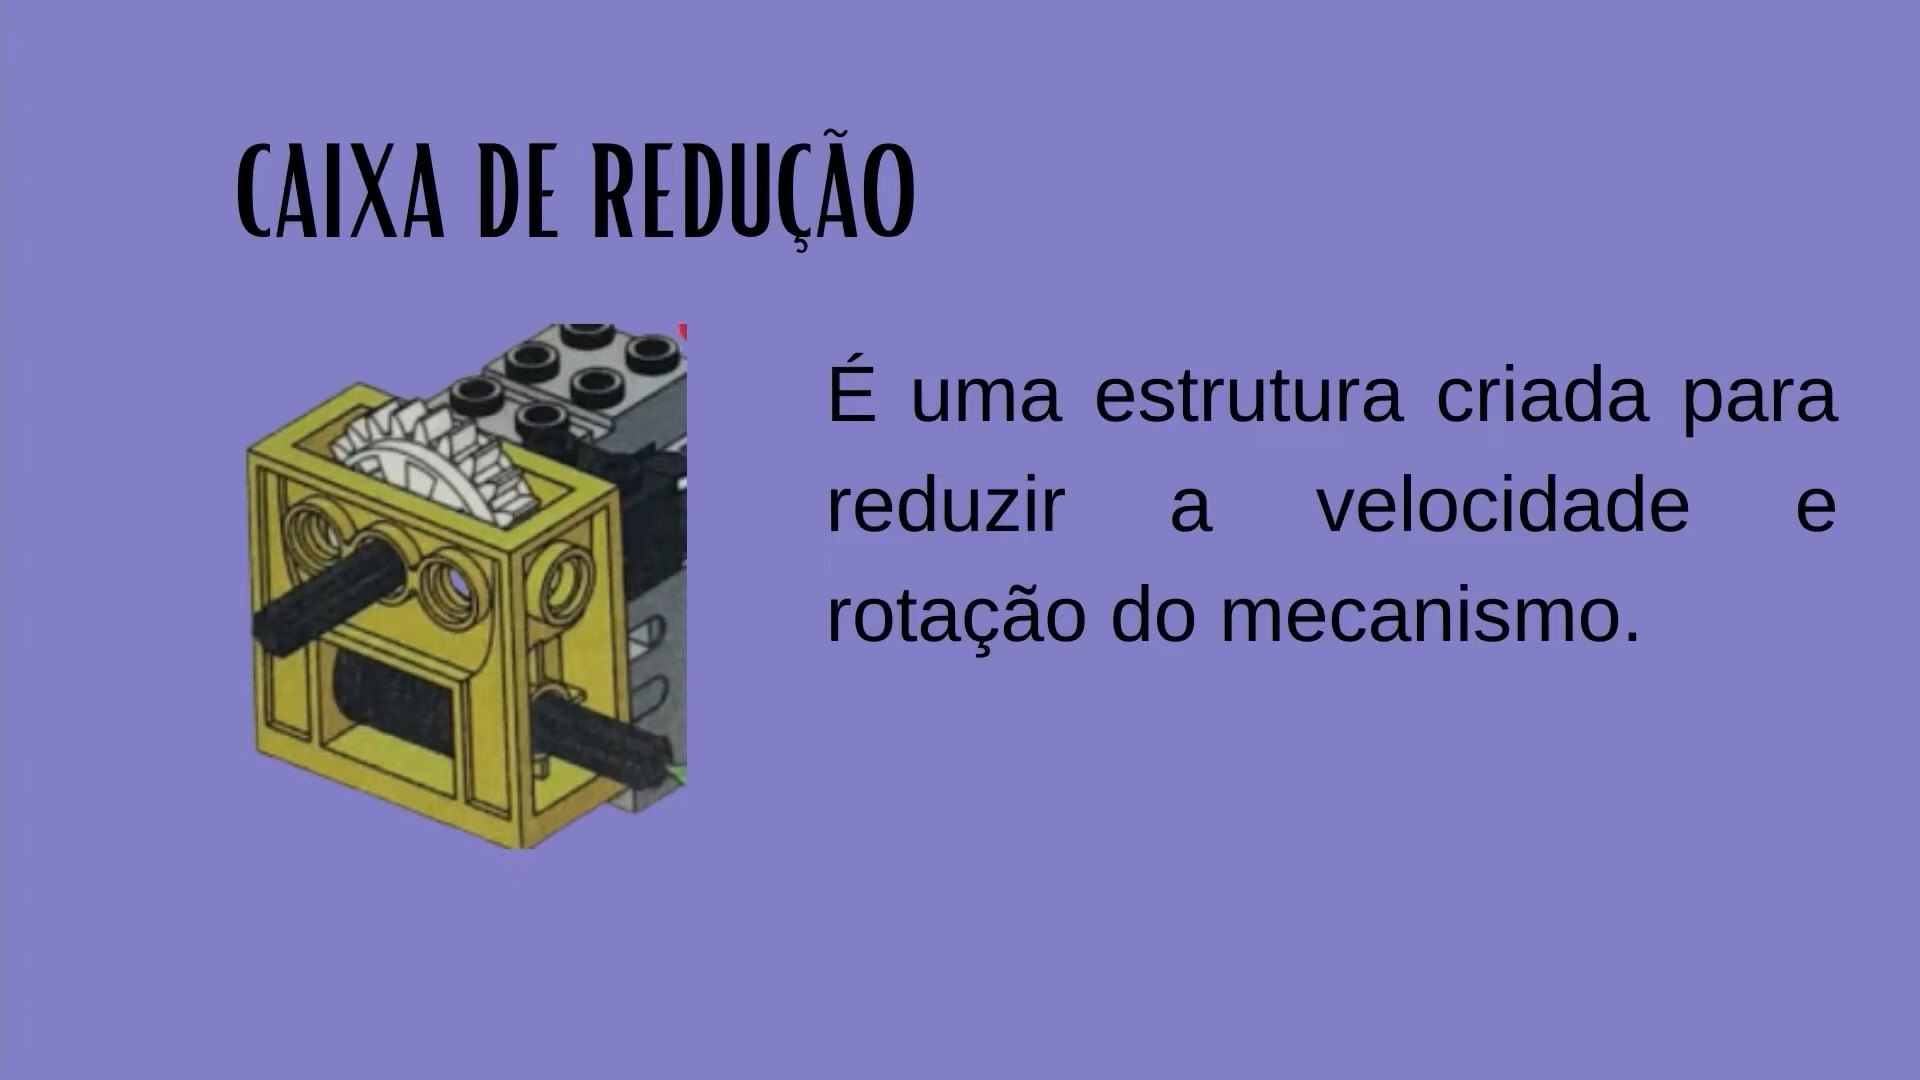 CAIXA DE REDUÇÃO
É uma estrutura criada para
reduzir a velocidade e
rotação do mecanismo.